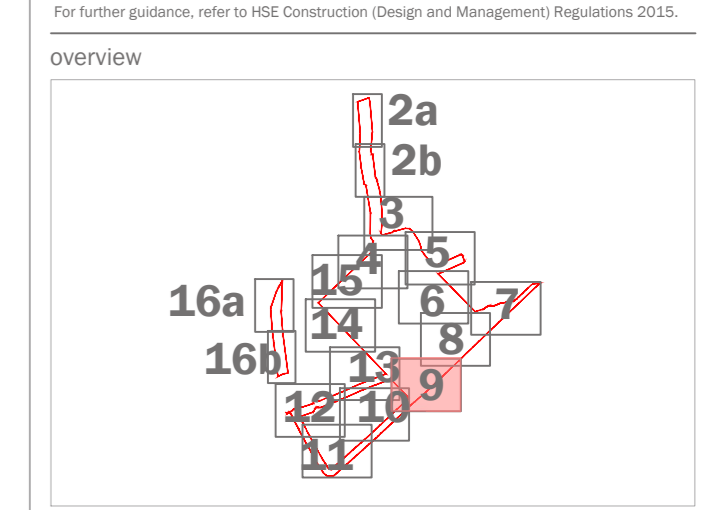 For further guidance, refer to HSE Construction (Design and Management) Regulations 2015.
overview
2a
2b
3
4
5
15
6
16a
7
14
8
16b
13
9
12
10
11